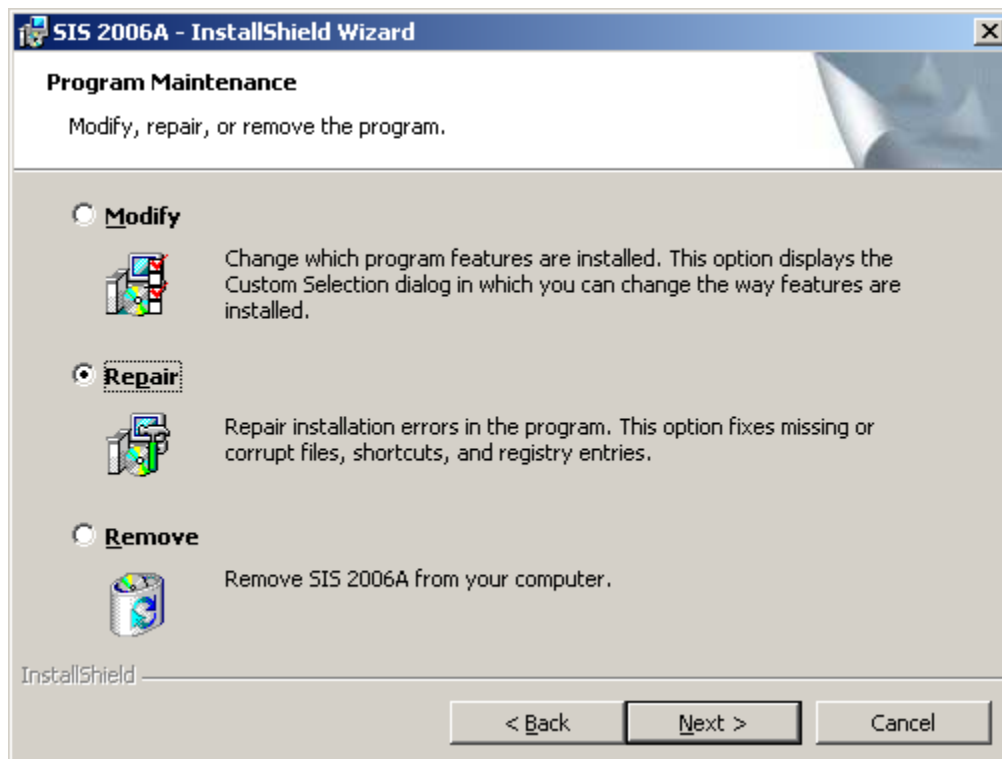 SIS 2006A - InstallShield Wizard
Program Maintenance
Modify, repair, or remove the program.
Modify
Change which program features are installed. This option displays the
Custom Selection dialog in which you can change the way features are
installed.
Repair
Repair installation errors in the program. This option fixes missing or
corrupt files, shortcuts, and registry entries.
Remove
Remove SIS 2006A from your computer.
InstallShield
< Back Next > Cancel